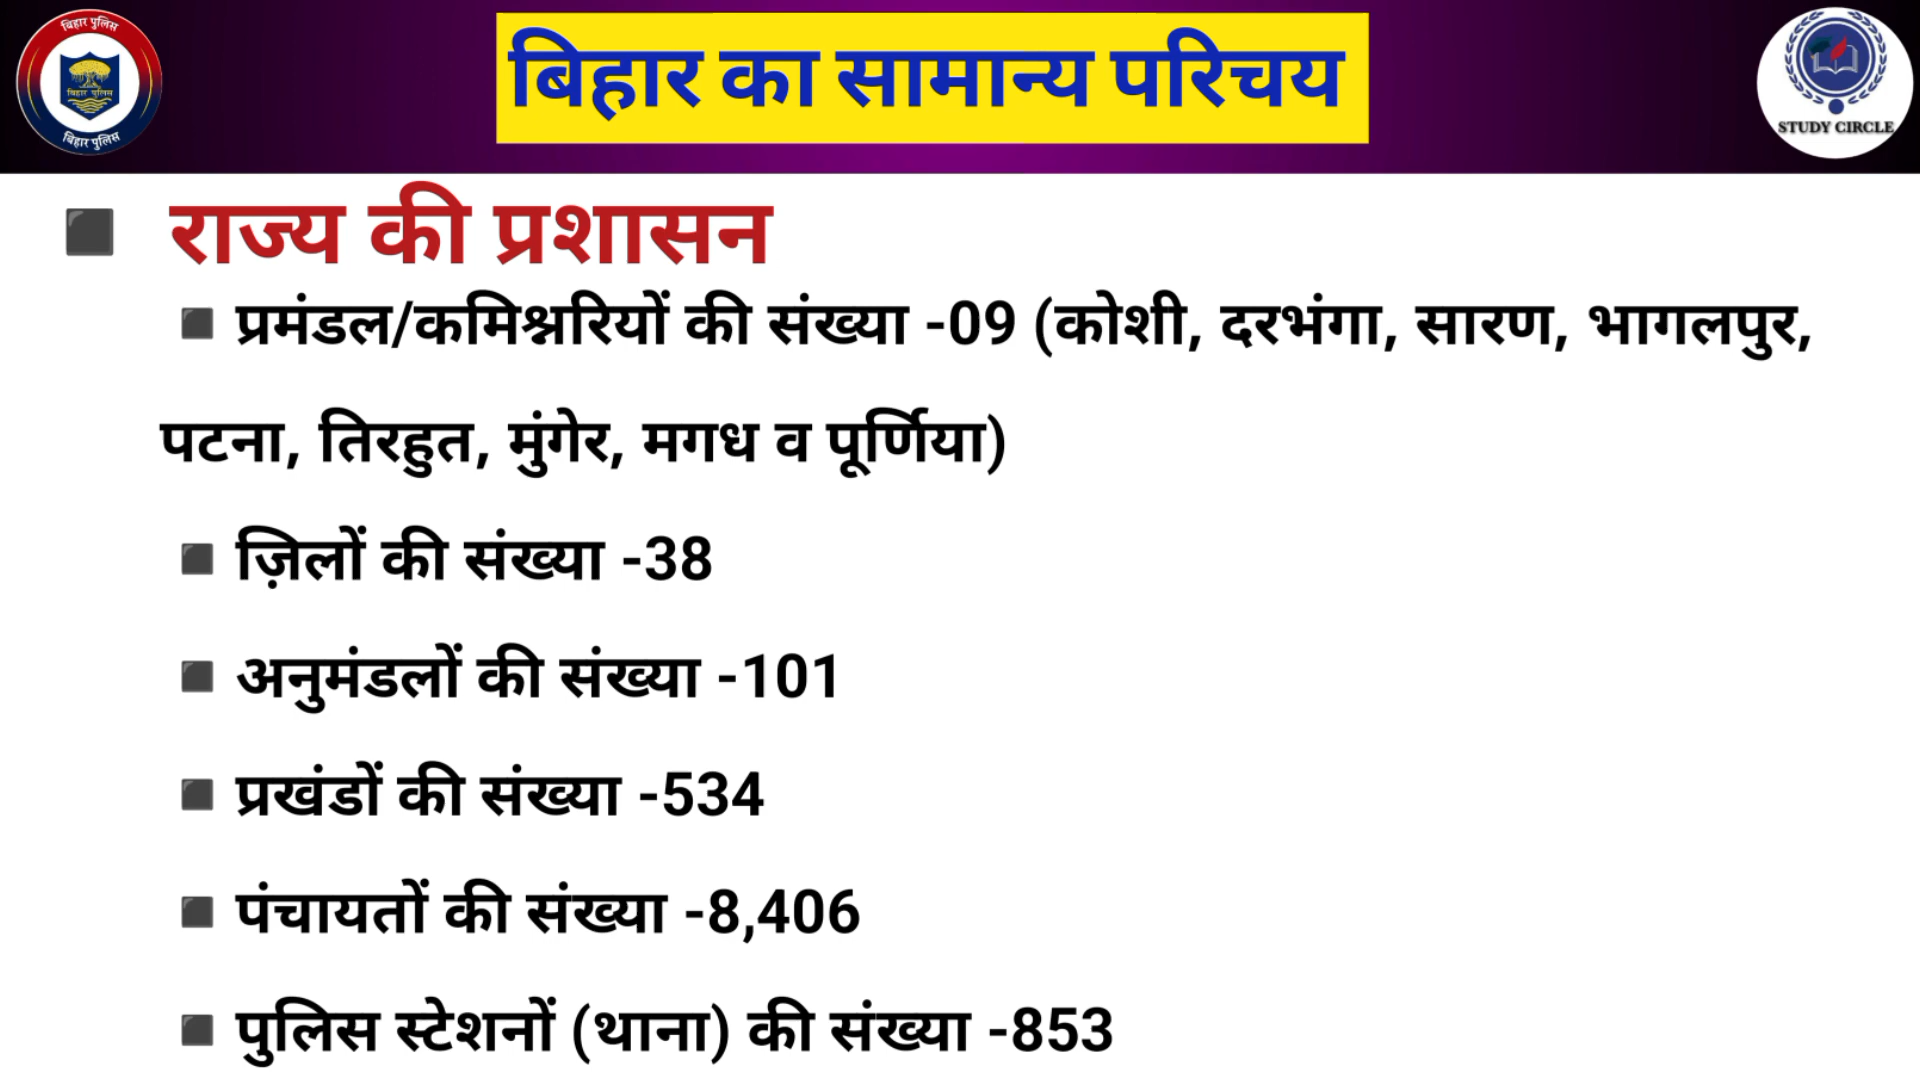 बिहार पुलिस
बिहार पुलिस
बिहार पुलिस
बिहार का सामान्य परिचय
STUDY CIRCLE
राज्य की प्रशासन
प्रमंडल/कमिश्नरियों की संख्या -09 (कोशी, दरभंगा, सारण, भागलपुर,
पटना, तिरहुत, मुंगेर, मगध व पूर्णिया)
ज़िलों की संख्या -38
अनुमंडलों की संख्या -101
प्रखंडों की संख्या -534
पंचायतों की संख्या -8,406
पुलिस स्टेशनों (थाना) की संख्या -853